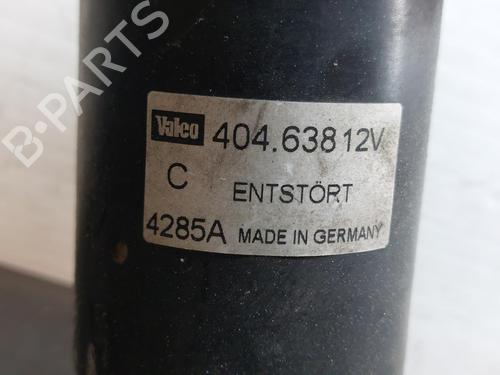 B-PARTS
Valeo 404.638 12V
C ENTSTÖRT
4285A MADE IN GERMANY